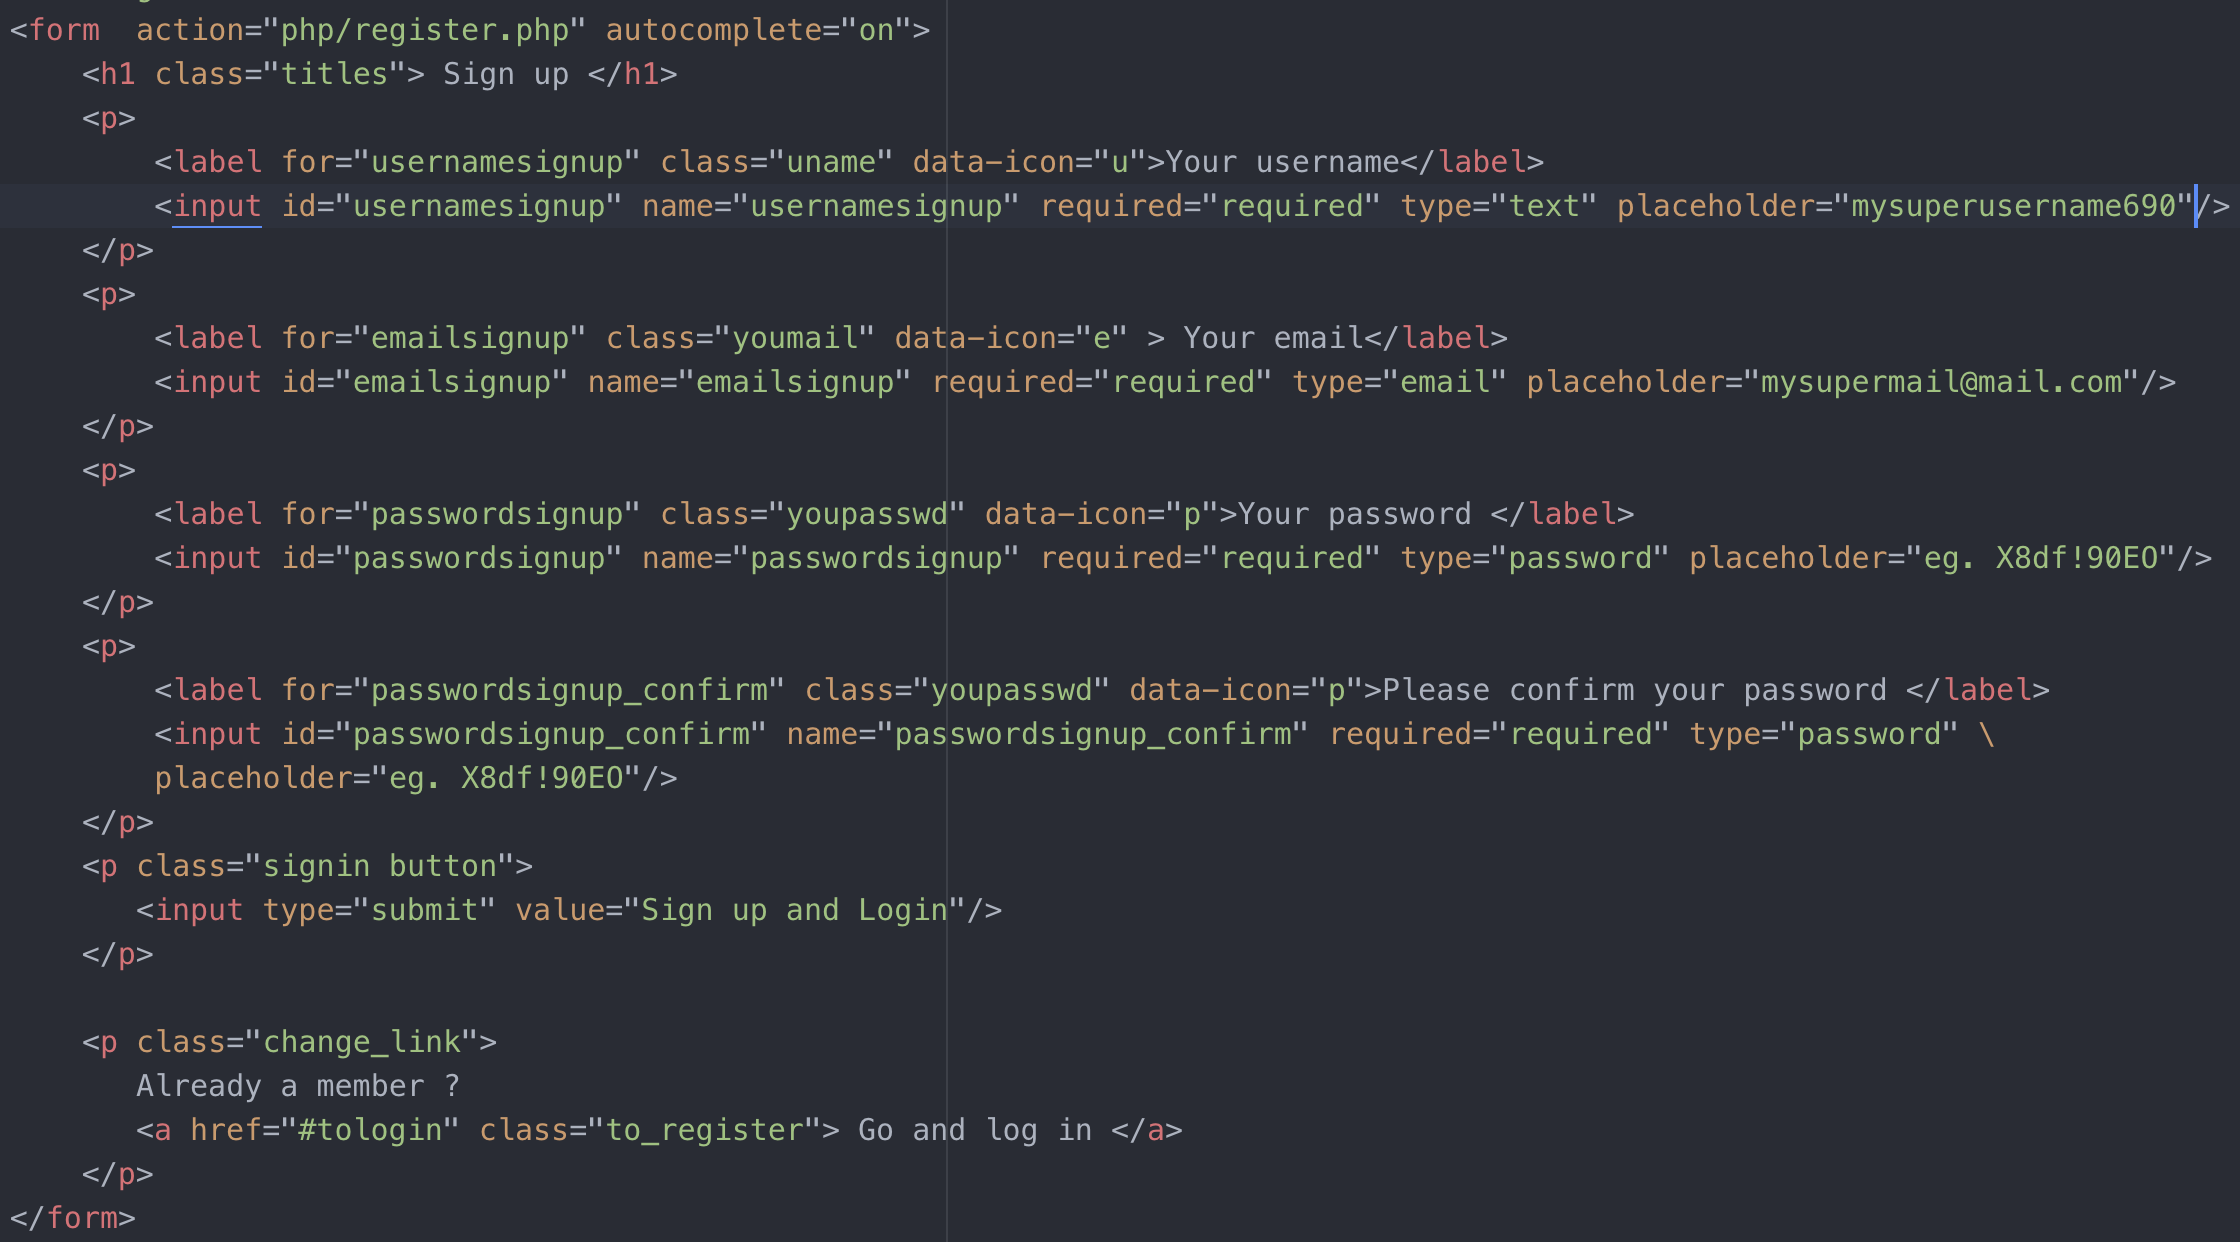 <form  action="php/register.php" autocomplete="on">
    <h1 class="titles"> Sign up </h1>
    <p>
        <label for="usernamesignup" class="uname" data-icon="u">Your username</label>
        <input id="usernamesignup" name="usernamesignup" required="required" type="text" placeholder="mysuperusername690"/>
    </p>
    <p>
        <label for="emailsignup" class="youmail" data-icon="e" > Your email</label>
        <input id="emailsignup" name="emailsignup" required="required" type="email" placeholder="mysupermail@mail.com"/>
    </p>
    <p>
        <label for="passwordsignup" class="youpasswd" data-icon="p">Your password </label>
        <input id="passwordsignup" name="passwordsignup" required="required" type="password" placeholder="eg. X8df!90EO"/>
    </p>
    <p>
        <label for="passwordsignup_confirm" class="youpasswd" data-icon="p">Please confirm your password </label>
        <input id="passwordsignup_confirm" name="passwordsignup_confirm" required="required" type="password" \
        placeholder="eg. X8df!90EO"/>
    </p>
    <p class="signin button">
       <input type="submit" value="Sign up and Login"/>
    </p>

    <p class="change_link">
       Already a member ?
       <a href="#tologin" class="to_register"> Go and log in </a>
    </p>
</form>